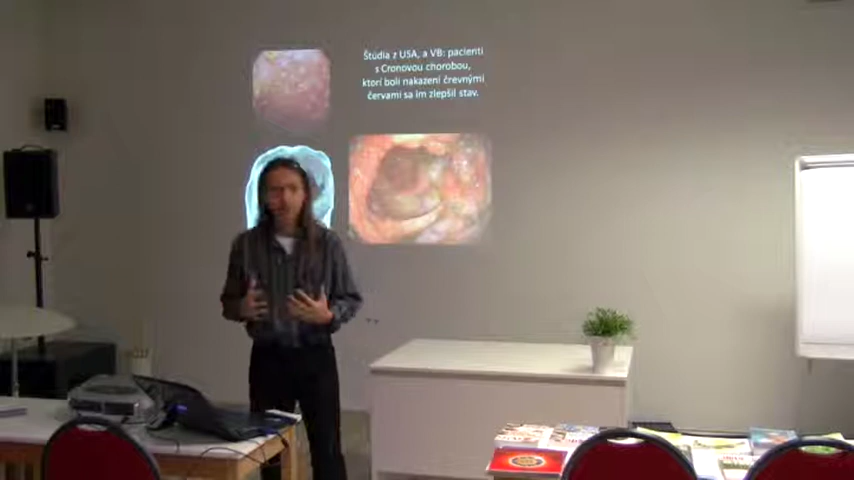 Štúdia z USA, a VB: pacienti
s Cronovou chorobou,
ktorí boli nakazení črevnými
červami sa im zlepšil stav.